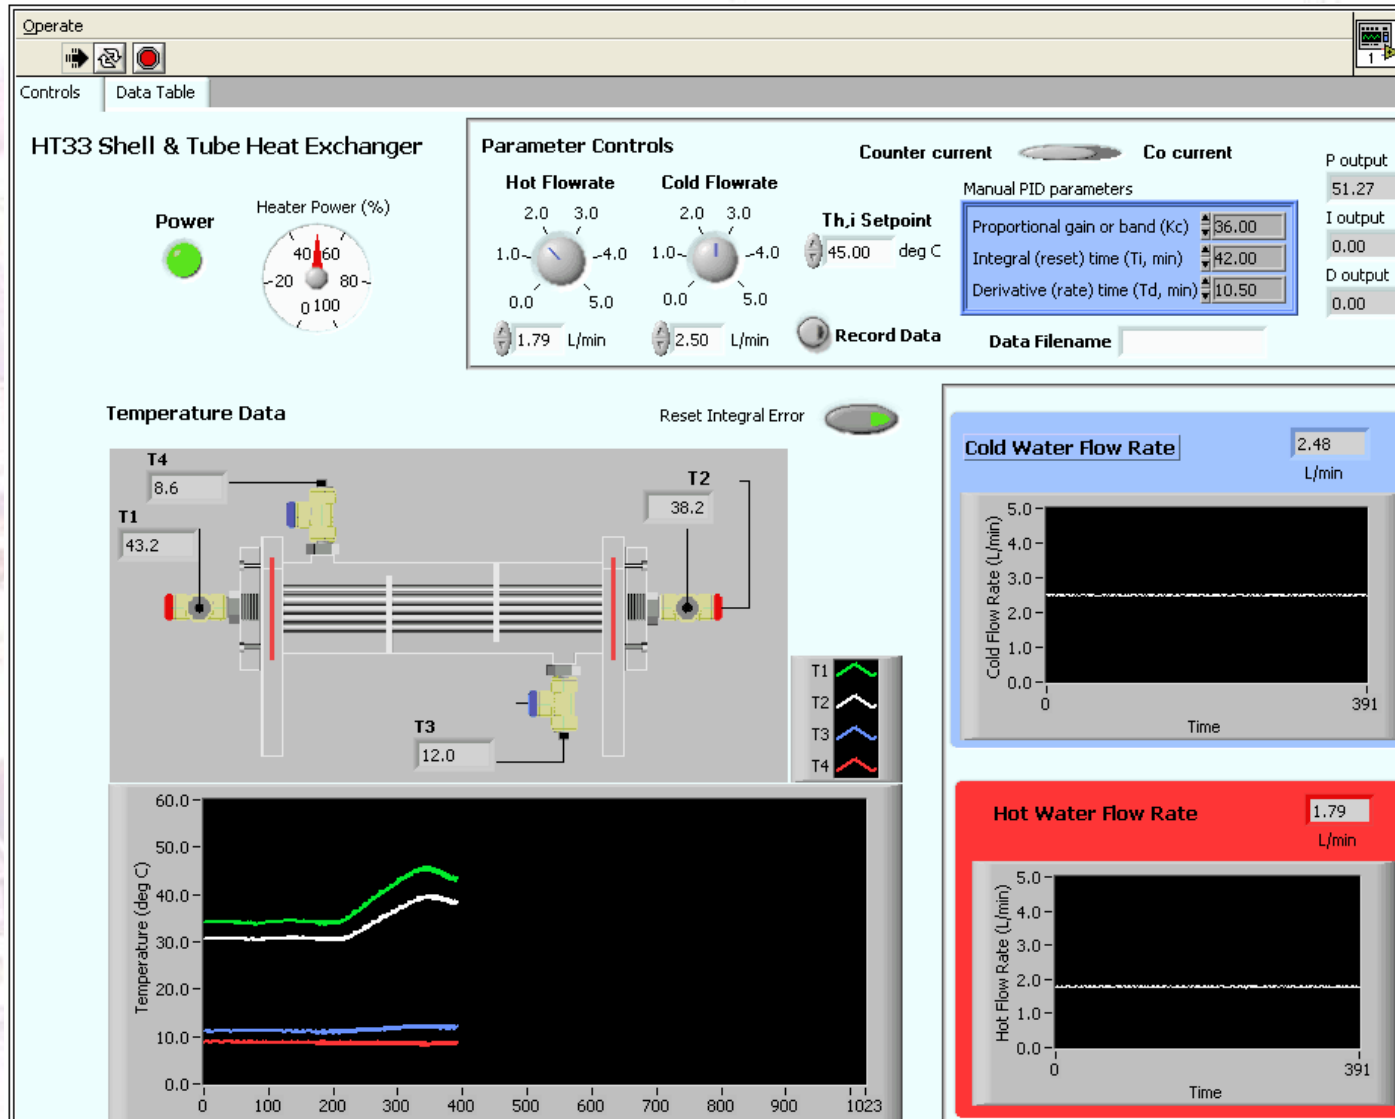 Operate
1
Controls Data Table
HT33 Shell & Tube Heat Exchanger
Power
Heater Power (%)
40 60
20 80
0 100
Parameter Controls
Hot Flowrate
2.0 3.0
1.0 4.0
0.0 5.0
1.79 L/min
Cold Flowrate
2.0 3.0
1.0 4.0
0.0 5.0
2.50 L/min
Counter current Co current
Th,i Setpoint
45.00 deg C
Record Data
Manual PID parameters
Proportional gain or band (Kc) 36.00
Integral (reset) time (Ti, min) 42.00
Derivative (rate) time (Td, min) 10.50
Data Filename
P output
51.27
I output
0.00
D output
0.00
Temperature Data
Reset Integral Error
T4
8.6
T1
43.2
T2
38.2
T3
12.0
T1
T2
T3
T4
Temperature (deg C)
60.0
50.0
40.0
30.0
20.0
10.0
0.0
0 100 200 300 400 500 600 700 800 900 1023
Cold Water Flow Rate
2.48
L/min
Cold Flow Rate (L/min)
5.0
4.0
3.0
2.0
1.0
0.0
0 391
Time
Hot Water Flow Rate
1.79
L/min
Hot Flow Rate (L/min)
5.0
4.0
3.0
2.0
1.0
0.0
0 391
Time